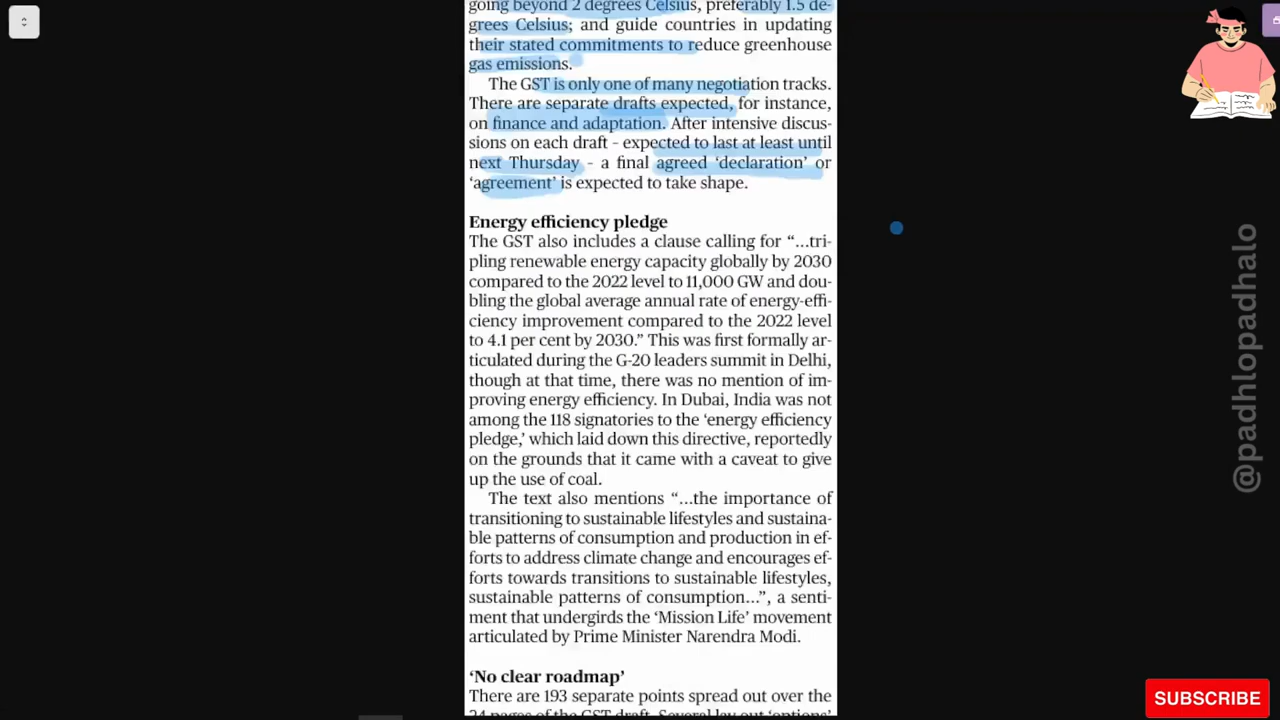 going beyond 2 degrees Celsius, preferably 1.5 de-
grees Celsius; and guide countries in updating
their stated commitments to reduce greenhouse
gas emissions.
The GST is only one of many negotiation tracks.
There are separate drafts expected, for instance,
on finance and adaptation. After intensive discus-
sions on each draft - expected to last at least until
next Thursday - a final agreed ‘declaration’ or
‘agreement’ is expected to take shape.
Energy efficiency pledge
The GST also includes a clause calling for “...tri-
pling renewable energy capacity globally by 2030
compared to the 2022 level to 11,000 GW and dou-
bling the global average annual rate of energy-effi-
ciency improvement compared to the 2022 level
to 4.1 per cent by 2030.” This was first formally ar-
ticulated during the G-20 leaders summit in Delhi,
though at that time, there was no mention of im-
proving energy efficiency. In Dubai, India was not
among the 118 signatories to the ‘energy efficiency
pledge,’ which laid down this directive, reportedly
on the grounds that it came with a caveat to give
up the use of coal.
The text also mentions “...the importance of
transitioning to sustainable lifestyles and sustaina-
ble patterns of consumption and production in ef-
forts to address climate change and encourages ef-
forts towards transitions to sustainable lifestyles,
sustainable patterns of consumption...”, a senti-
ment that undergirds the ‘Mission Life’ movement
articulated by Prime Minister Narendra Modi.
‘No clear roadmap’
There are 193 separate points spread out over the
24 pages of the GST draft. Several lay out ‘options’
@padhlopadhalo
SUBSCRIBE